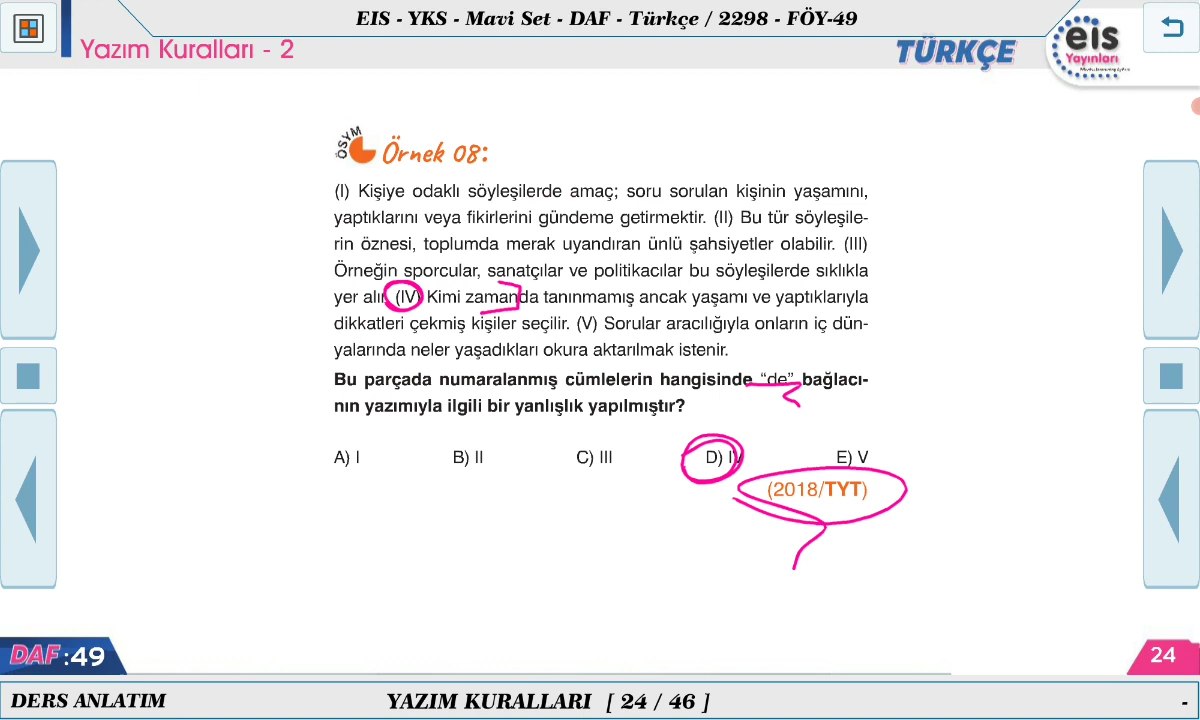 EIS - YKS - Mavi Set - DAF - Türkçe / 2298 - FÖY-49
Yazım Kuralları - 2
TÜRKÇE
eis
Yayınları
ÖSYM
Örnek 08:
(I) Kişiye odaklı söyleşilerde amaç; soru sorulan kişinin yaşamını,
yaptıklarını veya fikirlerini gündeme getirmektir. (II) Bu tür söyleşile-
rin öznesi, toplumda merak uyandıran ünlü şahsiyetler olabilir. (III)
Örneğin sporcular, sanatçılar ve politikacılar bu söyleşilerde sıklıkla
yer alır. (IV) Kimi zamanda tanınmamış ancak yaşamı ve yaptıklarıyla
dikkatleri çekmiş kişiler seçilir. (V) Sorular aracılığıyla onların iç dün-
yalarında neler yaşadıkları okura aktarılmak istenir.
Bu parçada numaralanmış cümlelerin hangisinde “de” bağlacı-
nın yazımıyla ilgili bir yanlışlık yapılmıştır?
A) I B) II C) III D) IV E) V
(2018/TYT)
DAF :49
24
DERS ANLATIM YAZIM KURALLARI [ 24 / 46 ] -